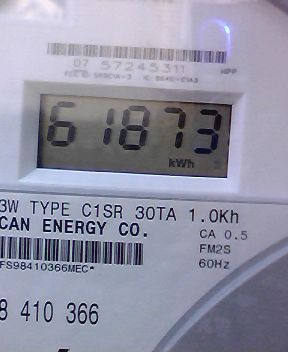 07 57245311
61873
kWh
3W TYPE C1SR 30TA 1.0Kh
CAN ENERGY CO.
CA 0.5
FM2S
FS98410366MEC*
60Hz
8 410 366